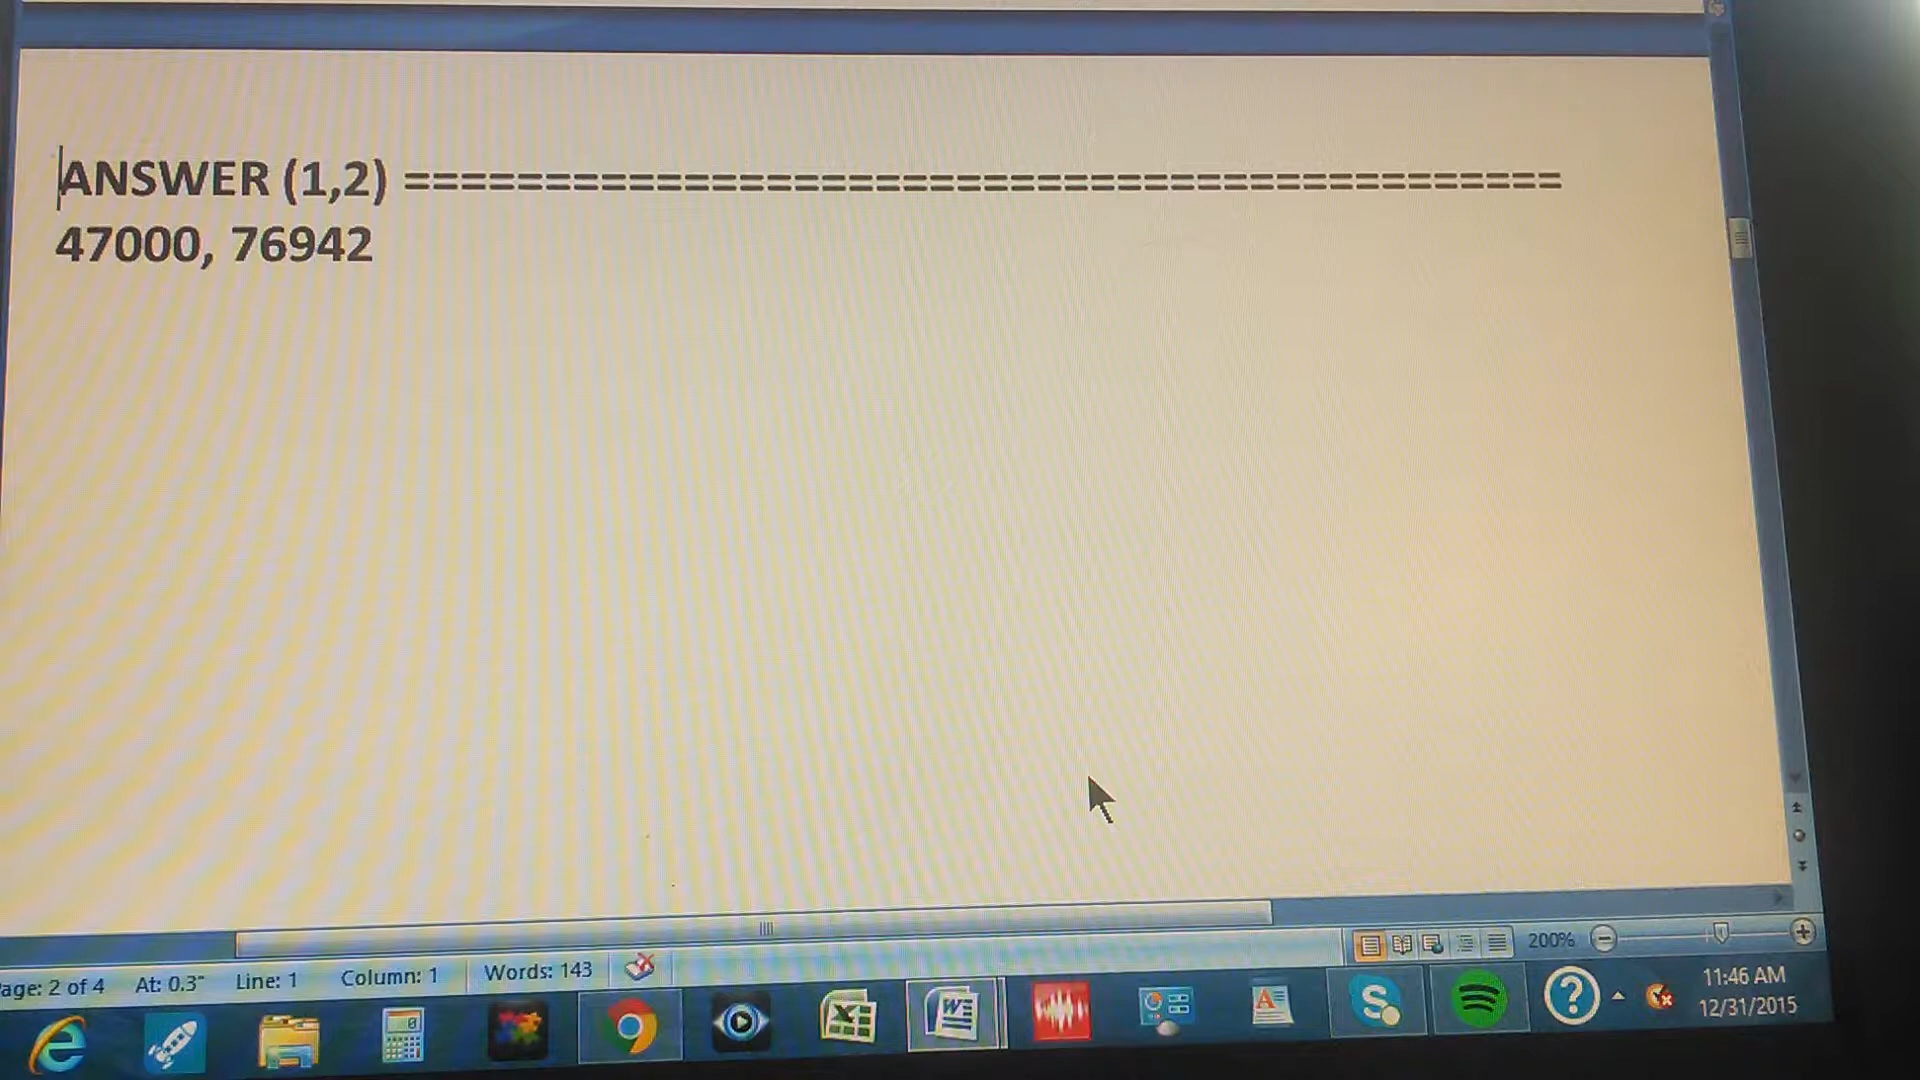 ANSWER (1,2) ==========================================
47000, 76942
200%
age: 2 of 4 At: 0.3" Line: 1 Column: 1 Words: 143
11:46 AM
12/31/2015